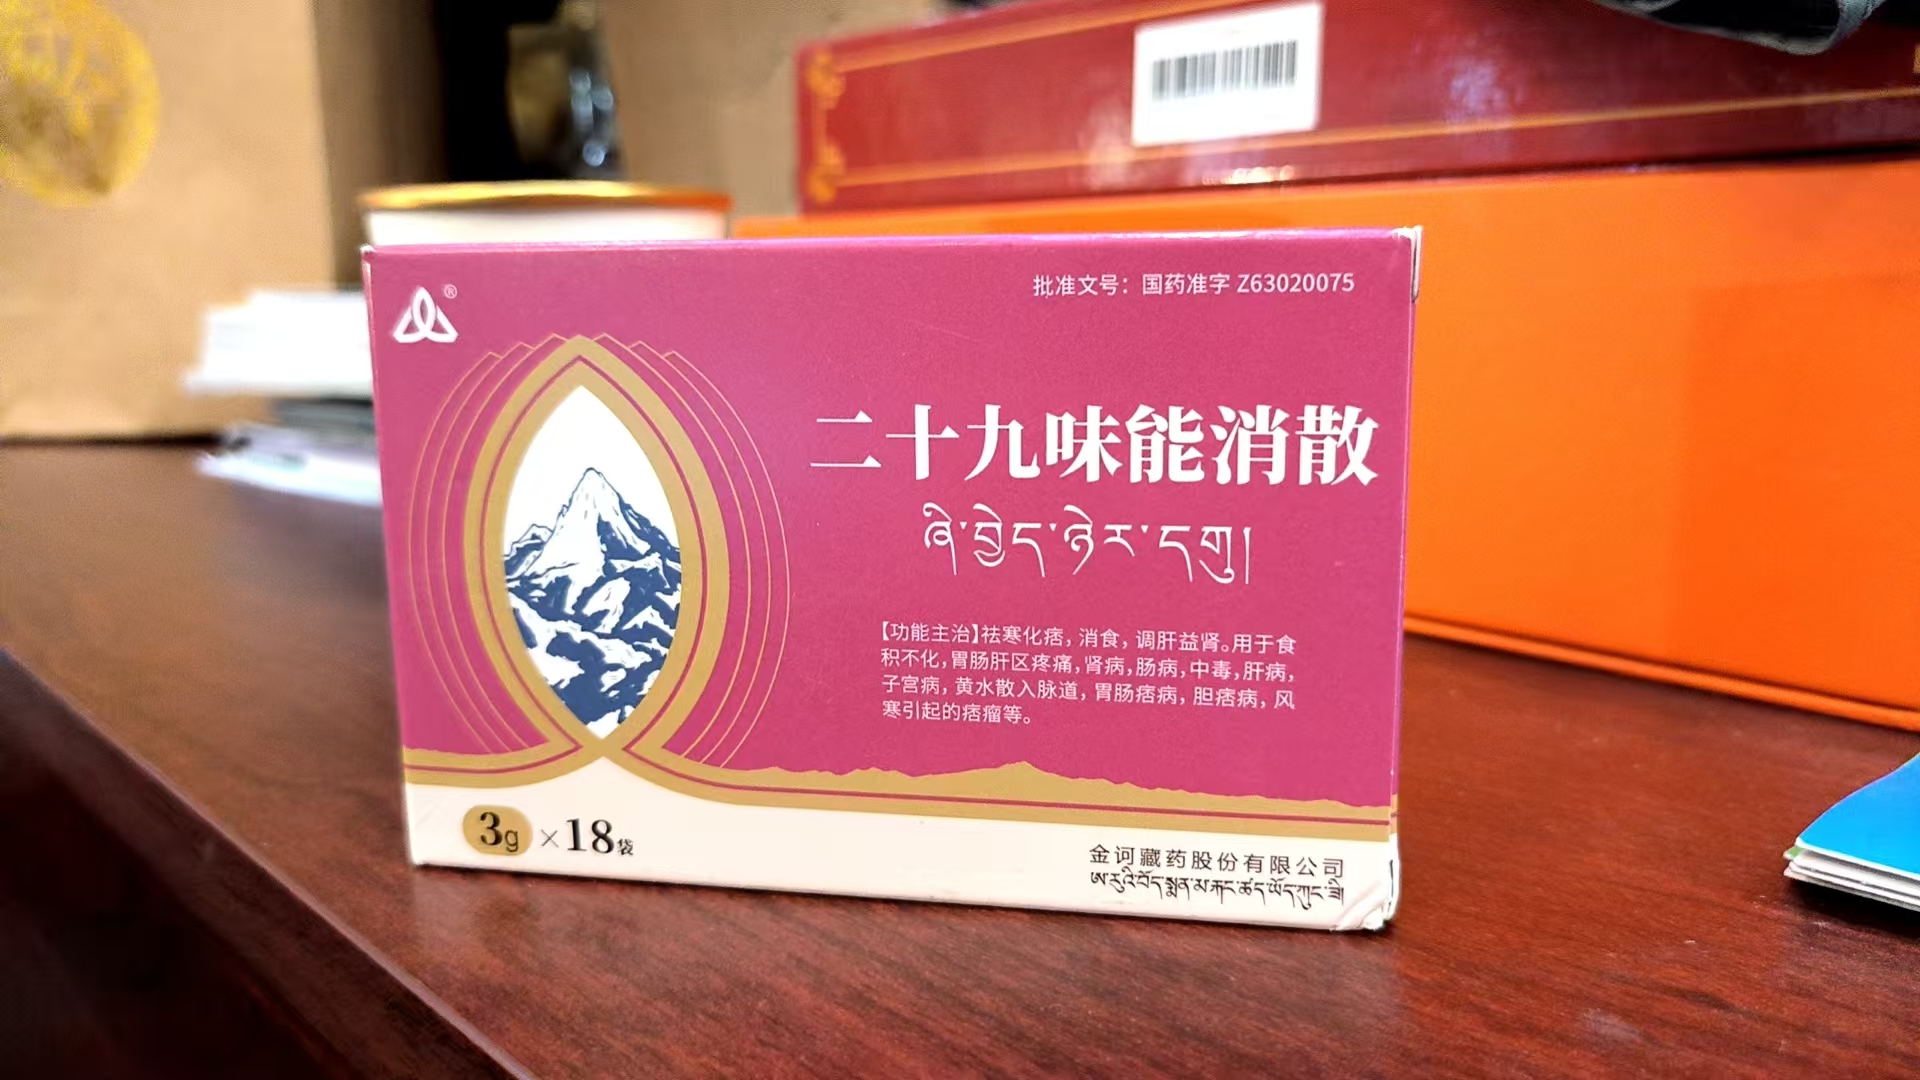 批准文号：国药准字 Z63020075
®
二十九味能消散
ཞི་བྱེད་ཉེར་དགུ།
【功能主治】祛寒化痞，消食，调肝益肾。用于食
积不化，胃肠肝区疼痛，肾病，肠病，中毒，肝病，
子宫病，黄水散入脉道，胃肠痞病，胆痞病，风
寒引起的痞瘤等。
3g ×18袋
金诃藏药股份有限公司
ཨ་རུའི་བོད་སྨན་མ་རྐང་ཚད་ཡོད་ཀུང་ཟི།